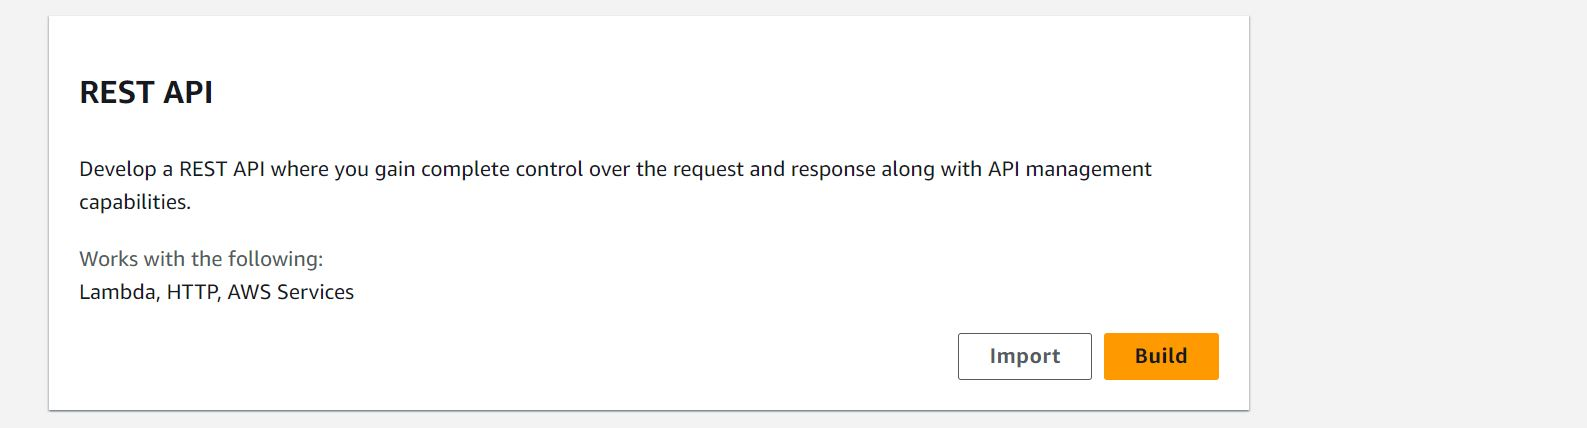 REST API
Develop a REST API where you gain complete control over the request and response along with API management
capabilities.
Works with the following:
Lambda, HTTP, AWS Services
Import Build